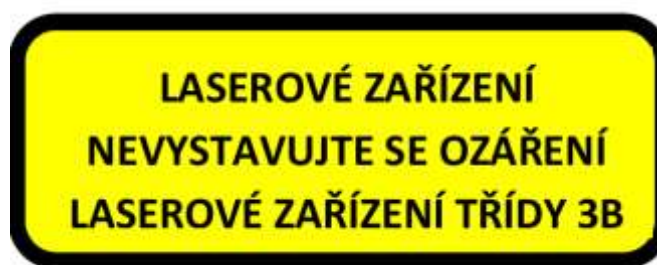 LASEROVÉ ZAŘÍZENÍ
NEVYSTAVUJTE SE OZÁŘENÍ
LASEROVÉ ZAŘÍZENÍ TŘÍDY 3B